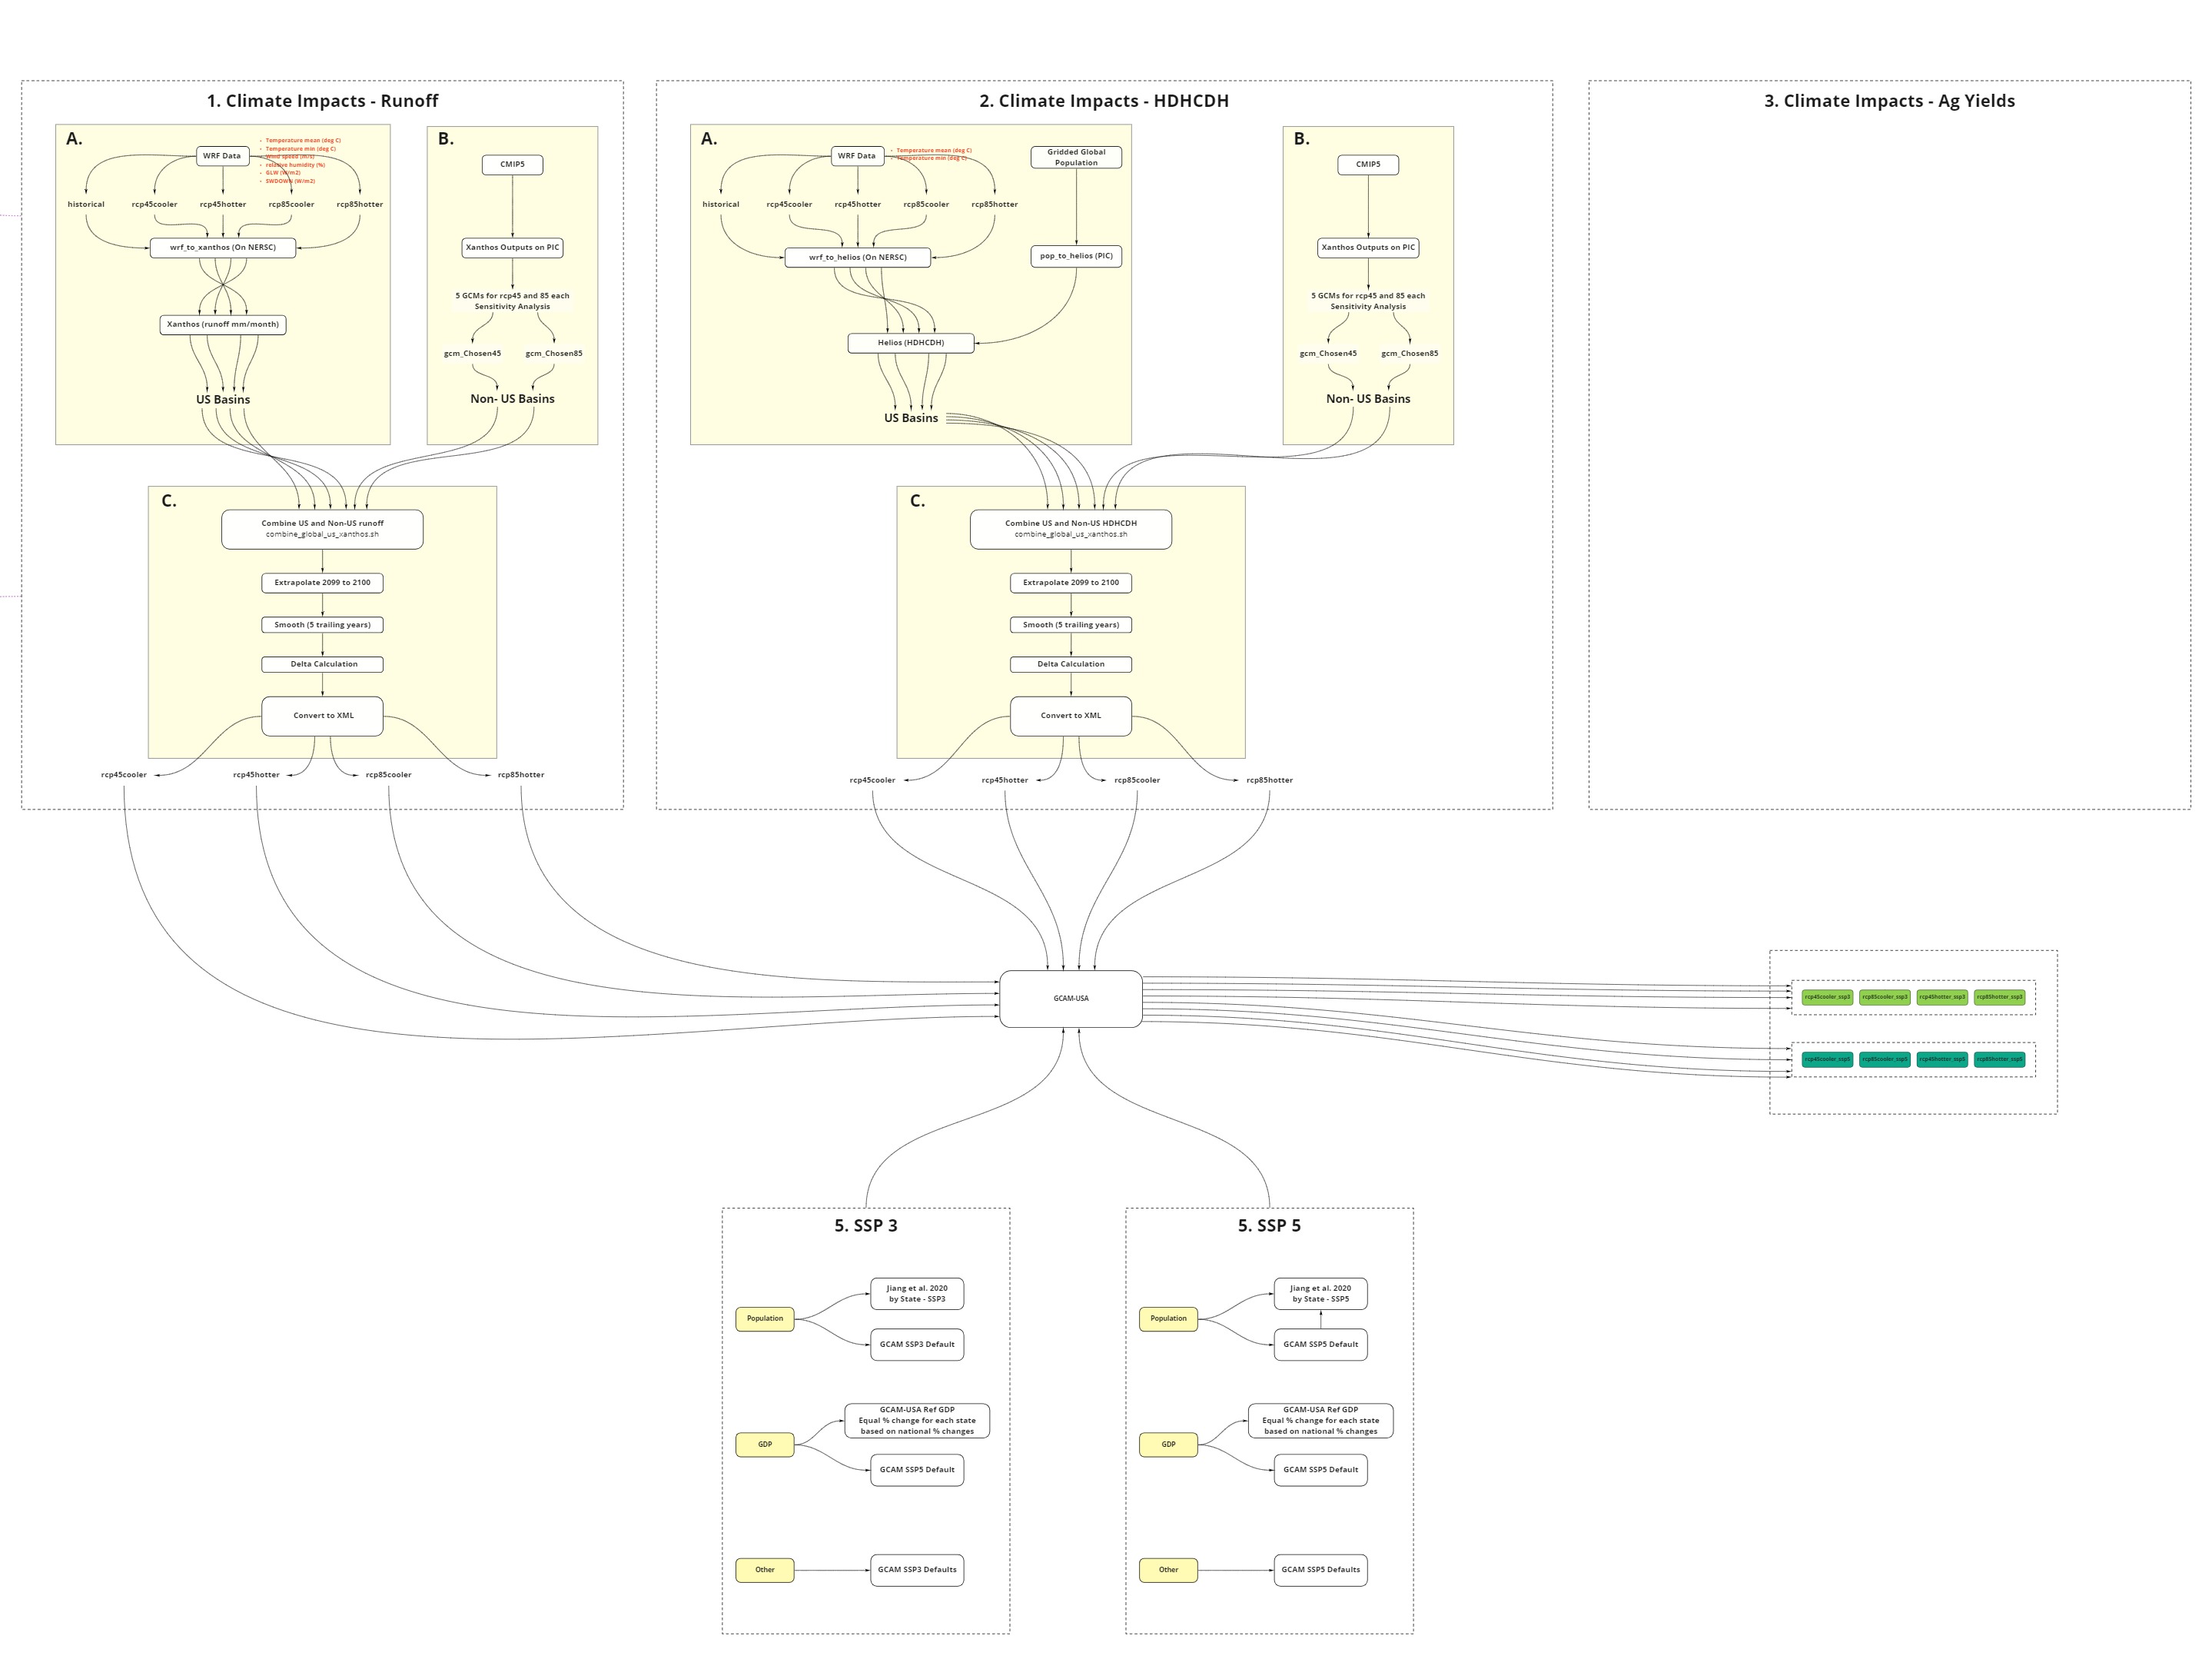 1. Climate Impacts - Runoff
A.
WRF Data
Temperature mean (deg C)
Temperature min (deg C)
Wind speed (m/s)
relative humidity (%)
GLW (W/m2)
SWDOWN (W/m2)
historical
rcp45cooler
rcp45hotter
rcp85cooler
rcp85hotter
wrf_to_xanthos (On NERSC)
Xanthos (runoff mm/month)
US Basins
B.
CMIP5
Xanthos Outputs on PIC
5 GCMs for rcp45 and 85 each
Sensitivity Analysis
gcm_Chosen45
gcm_Chosen85
Non- US Basins
C.
Combine US and Non-US runoff
combine_global_us_xanthos.sh
Extrapolate 2099 to 2100
Smooth (5 trailing years)
Delta Calculation
Convert to XML
rcp45cooler
rcp45hotter
rcp85cooler
rcp85hotter
2. Climate Impacts - HDHCDH
A.
WRF Data
Temperature mean (deg C)
Temperature min (deg C)
Gridded Global
Population
historical
rcp45cooler
rcp45hotter
rcp85cooler
rcp85hotter
wrf_to_helios (On NERSC)
pop_to_helios (PIC)
Helios (HDHCDH)
US Basins
B.
CMIP5
Xanthos Outputs on PIC
5 GCMs for rcp45 and 85 each
Sensitivity Analysis
gcm_Chosen45
gcm_Chosen85
Non- US Basins
C.
Combine US and Non-US HDHCDH
combine_global_us_xanthos.sh
Extrapolate 2099 to 2100
Smooth (5 trailing years)
Delta Calculation
Convert to XML
rcp45cooler
rcp45hotter
rcp85cooler
rcp85hotter
3. Climate Impacts - Ag Yields
GCAM-USA
rcp45cooler_ssp3
rcp85cooler_ssp3
rcp45hotter_ssp3
rcp85hotter_ssp3
rcp45cooler_ssp5
rcp85cooler_ssp5
rcp45hotter_ssp5
rcp85hotter_ssp5
5. SSP 3
Population
Jiang et al. 2020
by State - SSP3
GCAM SSP3 Default
GDP
GCAM-USA Ref GDP
Equal % change for each state
based on national % changes
GCAM SSP5 Default
Other
GCAM SSP3 Defaults
5. SSP 5
Population
Jiang et al. 2020
by State - SSP5
GCAM SSP5 Default
GDP
GCAM-USA Ref GDP
Equal % change for each state
based on national % changes
GCAM SSP5 Default
Other
GCAM SSP5 Defaults